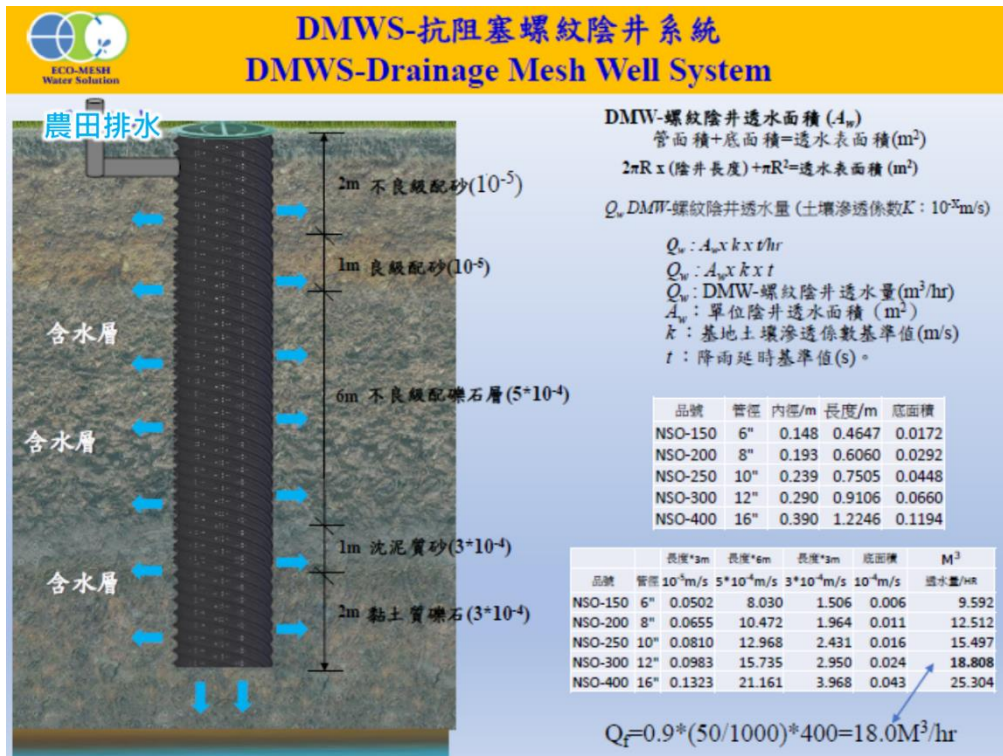 DMWS-抗阻塞螺紋陰井系統
DMWS-Drainage Mesh Well System
ECO-MESH
Water Solution
農田排水
2m 不良級配砂(10⁻⁵)
1m 良級配砂(10⁻⁵)
含水層
6m 不良級配礫石層(5*10⁻⁴)
含水層
1m 沈泥質砂(3*10⁻⁴)
含水層
2m 黏土質礫石(3*10⁻⁴)
DMW-螺紋陰井透水面積(A_w)
管面積+底面積=透水表面積(m²)
2πR x (陰井長度)+πR²=透水表面積(m²)
Q_w DMW-螺紋陰井透水量(土壤滲透係數K:10⁻ˣm/s)
Q_w : A_w x k x t/hr
Q_w : A_w x k x t
Q_w : DMW-螺紋陰井透水量(m³/hr)
A_w:單位陰井透水面積(m²)
k:基地土壤滲透係數基準值(m/s)
t:降雨延時基準值(s)。
品號 管徑 內徑/m 長度/m 底面積
NSO-150 6" 0.148 0.4647 0.0172
NSO-200 8" 0.193 0.6060 0.0292
NSO-250 10" 0.239 0.7505 0.0448
NSO-300 12" 0.290 0.9106 0.0660
NSO-400 16" 0.390 1.2246 0.1194
長度*3m 長度*6m 長度*3m 底面積 M³
品號 管徑 10⁻⁵m/s 5*10⁻⁴m/s 3*10⁻⁴m/s 10⁻⁴m/s 透水量/HR
NSO-150 6" 0.0502 8.030 1.506 0.006 9.592
NSO-200 8" 0.0655 10.472 1.964 0.011 12.512
NSO-250 10" 0.0810 12.968 2.431 0.016 15.497
NSO-300 12" 0.0983 15.735 2.950 0.024 18.808
NSO-400 16" 0.1323 21.161 3.968 0.043 25.304
Q_f=0.9*(50/1000)*400=18.0M³/hr